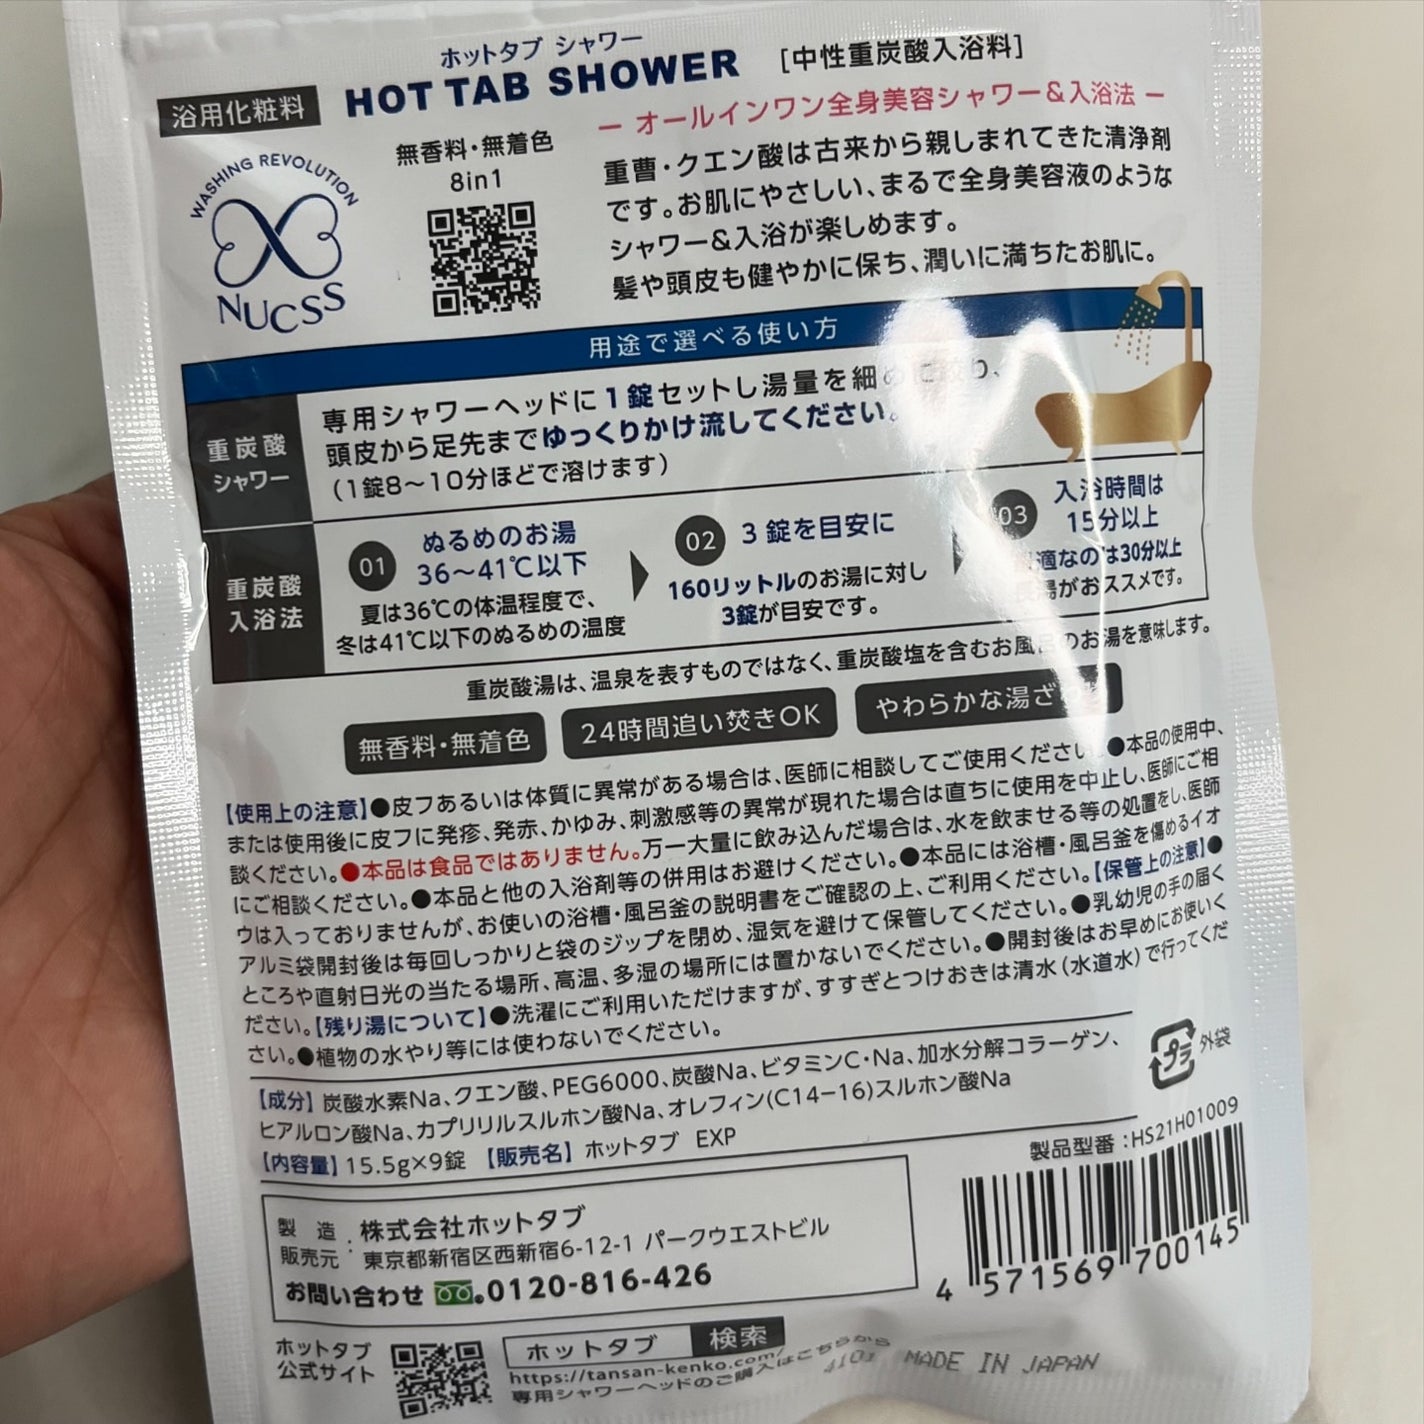 ホットタブ シャワー
浴用化粧料
HOT TAB SHOWER
[中性重炭酸入浴料]
WASHING REVOLUTION
NUCSS
無香料・無着色
8in1
ー オールインワン全身美容シャワー&入浴法 ー
重曹・クエン酸は古来から親しまれてきた清浄剤
です。お肌にやさしい、まるで全身美容液のような
シャワー&入浴が楽しめます。
髪や頭皮も健やかに保ち、潤いに満ちたお肌に。
用途で選べる使い方
重炭酸
シャワー
専用シャワーヘッドに1錠セットし湯量を細めに絞り、
頭皮から足先までゆっくりかけ流してください。
(1錠8〜10分ほどで溶けます)
重炭酸
入浴法
01
ぬるめのお湯
36〜41℃以下
夏は36℃の体温程度で、
冬は41℃以下のぬるめの温度
02
3 錠を目安に
160リットルのお湯に対し
3錠が目安です。
03
入浴時間は
15分以上
適なのは30分以上
湯がおススメです。
重炭酸湯は、温泉を表すものではなく、重炭酸塩を含むお風呂のお湯を意味します。
無香料・無着色
24時間追い焚きOK
やわらかな湯ざ
【使用上の注意】●皮フあるいは体質に異常がある場合は、医師に相談してご使用ください。●本品の使用中、
または使用後に皮フに発疹、発赤、かゆみ、刺激感等の異常が現れた場合は直ちに使用を中止し、医師にご相
談ください。●本品は食品ではありません。万一大量に飲み込んだ場合は、水を飲ませる等の処置をし、医師
にご相談ください。●本品と他の入浴剤等の併用はお避けください。●本品には浴槽・風呂釜を傷めるイオ
ウは入っておりませんが、お使いの浴槽・風呂釜の説明書をご確認の上、ご利用ください。【保管上の注意】●
アルミ袋開封後は毎回しっかりと袋のジップを閉め、湿気を避けて保管してください。●乳幼児の手の届く
ところや直射日光の当たる場所、高温、多湿の場所には置かないでください。●開封後はお早めにお使いく
ださい。【残り湯について】●洗濯にご利用いただけますが、すすぎとつけおきは清水(水道水)で行ってくだ
さい。●植物の水やり等には使わないでください。
【成分】炭酸水素Na、クエン酸、PEG6000、炭酸Na、ビタミンC・Na、加水分解コラーゲン、
ヒアルロン酸Na、カプリリルスルホン酸Na、オレフィン(C14−16)スルホン酸Na
【内容量】15.5g×9錠 【販売名】ホットタブ EXP
プラ
外袋
製品型番：HS21H01009
製 造
販売元
：
株式会社ホットタブ
東京都新宿区西新宿6-12-1 パークウエストビル
お問い合わせ 0120-816-426
4 571569 700145
ホットタブ
公式サイト
ホットタブ 検索
https://tansan-kenko.com/
専用シャワーヘッドのご購入はこちらから
MADE IN JAPAN